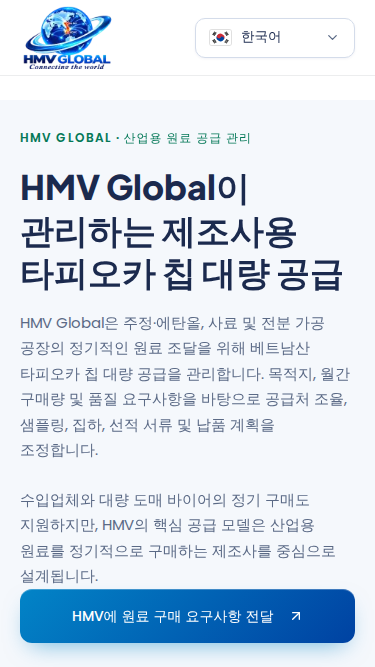 HMV GLOBAL
Connecting the world
한국어
HMV GLOBAL · 산업용 원료 공급 관리
HMV Global이
관리하는 제조사용
타피오카 칩 대량 공급
HMV Global은 주정·에탄올, 사료 및 전분 가공
공장의 정기적인 원료 조달을 위해 베트남산
타피오카 칩 대량 공급을 관리합니다. 목적지, 월간
구매량 및 품질 요구사항을 바탕으로 공급처 조율,
샘플링, 집하, 선적 서류 및 납품 계획을
조정합니다.
수입업체와 대량 도매 바이어의 정기 구매도
지원하지만, HMV의 핵심 공급 모델은 산업용
원료를 정기적으로 구매하는 제조사를 중심으로
설계됩니다.
HMV에 원료 구매 요구사항 전달